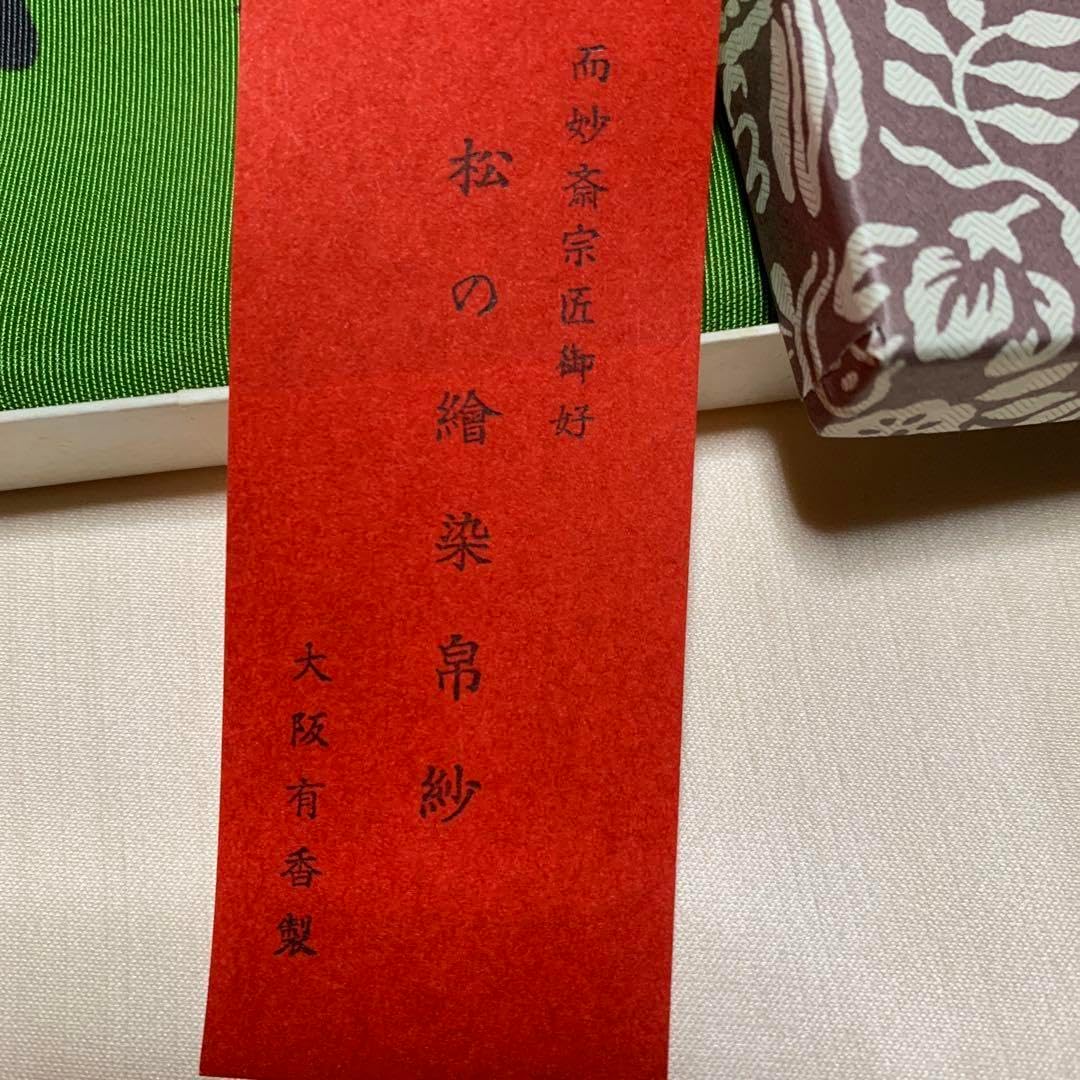 而妙斎宗匠御好
松の繪染帛紗
大阪有香製